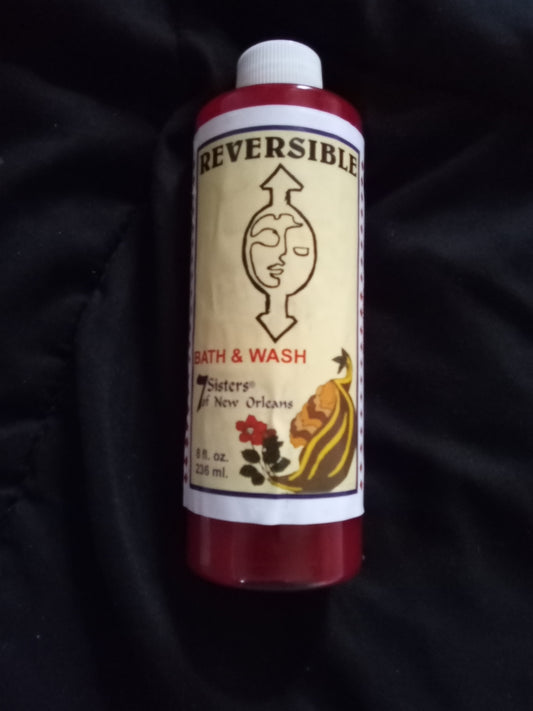 REVERSIBLE
BATH & WASH
7 Sisters®
of New Orleans
8 fl. oz.
236 ml.